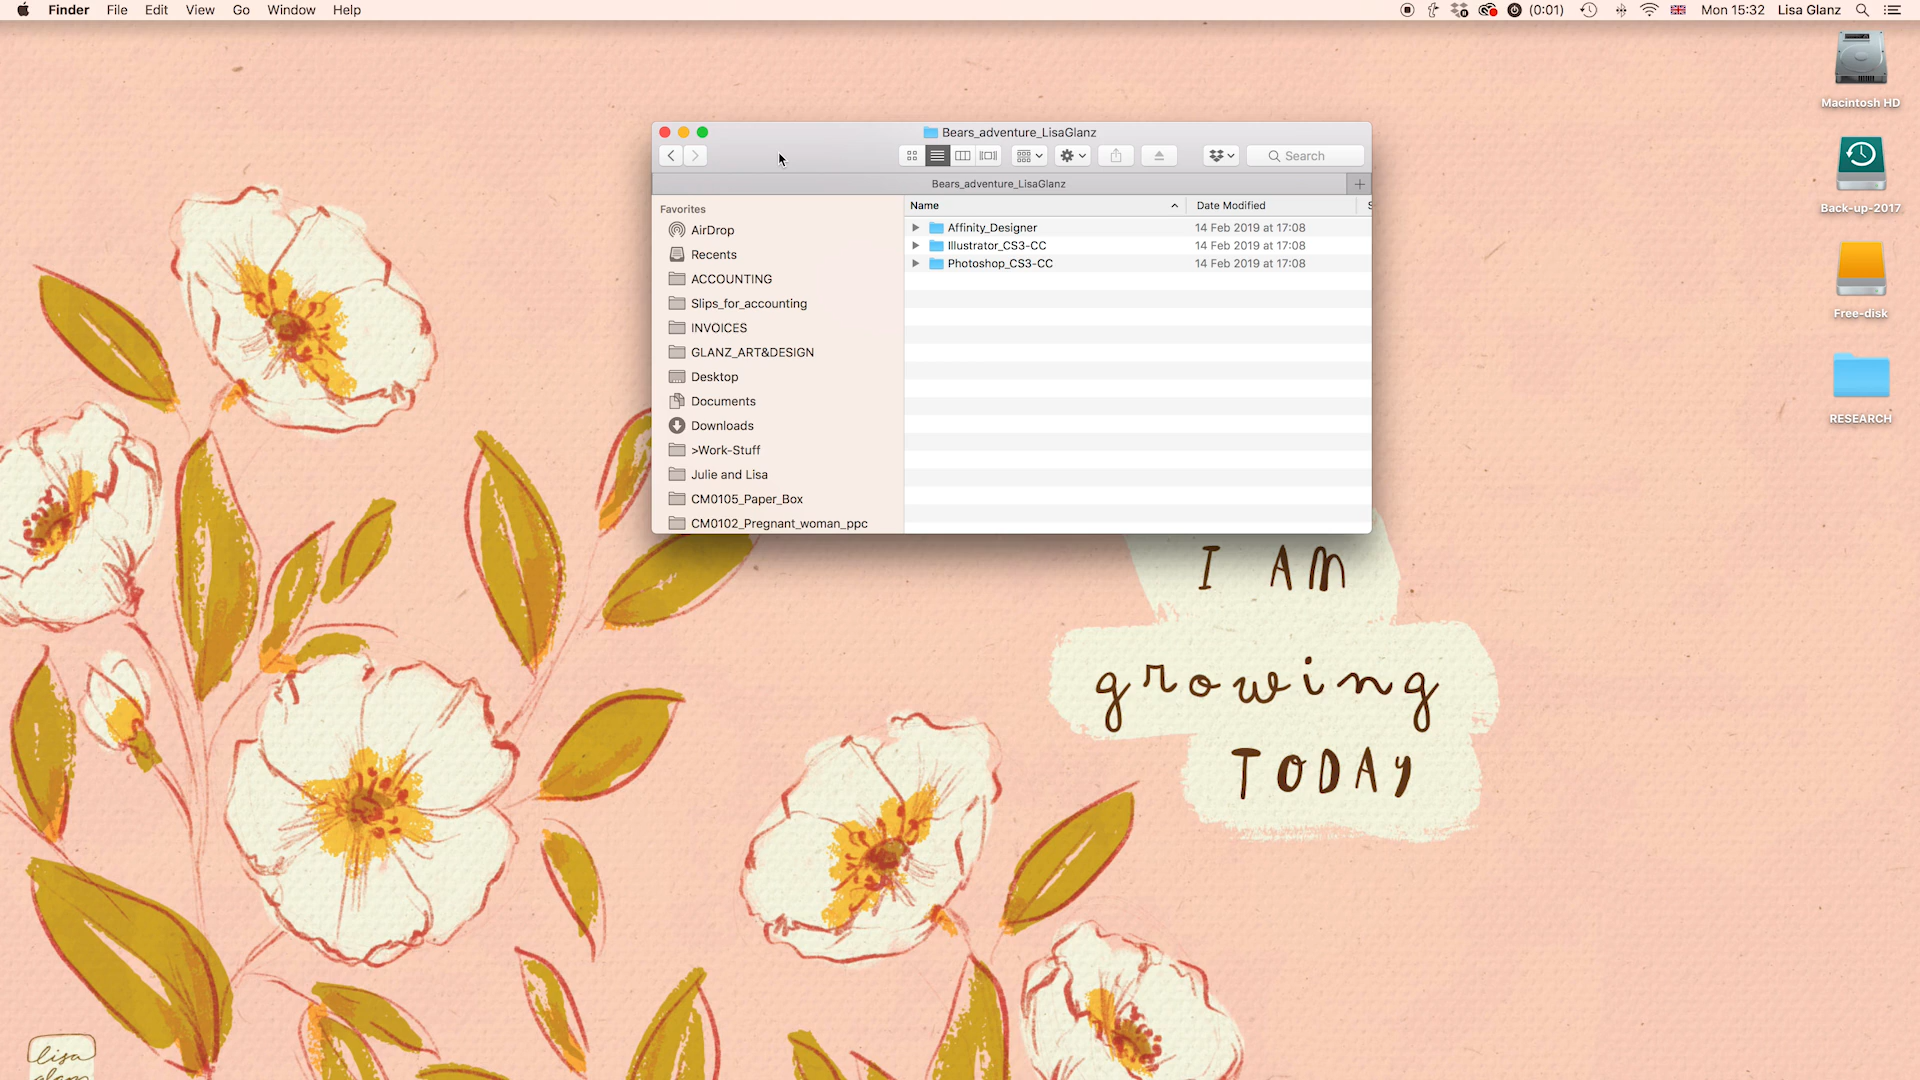 Finder File Edit View Go Window Help
(0:01) Mon 15:32 Lisa Glanz
Macintosh HD
Back-up-2017
Free-disk
RESEARCH
Bears_adventure_LisaGlanz
Search
Bears_adventure_LisaGlanz
Favorites
AirDrop
Recents
ACCOUNTING
Slips_for_accounting
INVOICES
GLANZ_ART&DESIGN
Desktop
Documents
Downloads
>Work-Stuff
Julie and Lisa
CM0105_Paper_Box
CM0102_Pregnant_woman_ppc
Name Date Modified S
Affinity_Designer 14 Feb 2019 at 17:08
Illustrator_CS3-CC 14 Feb 2019 at 17:08
Photoshop_CS3-CC 14 Feb 2019 at 17:08
I AM
growing
TODAY
lisa
glanz